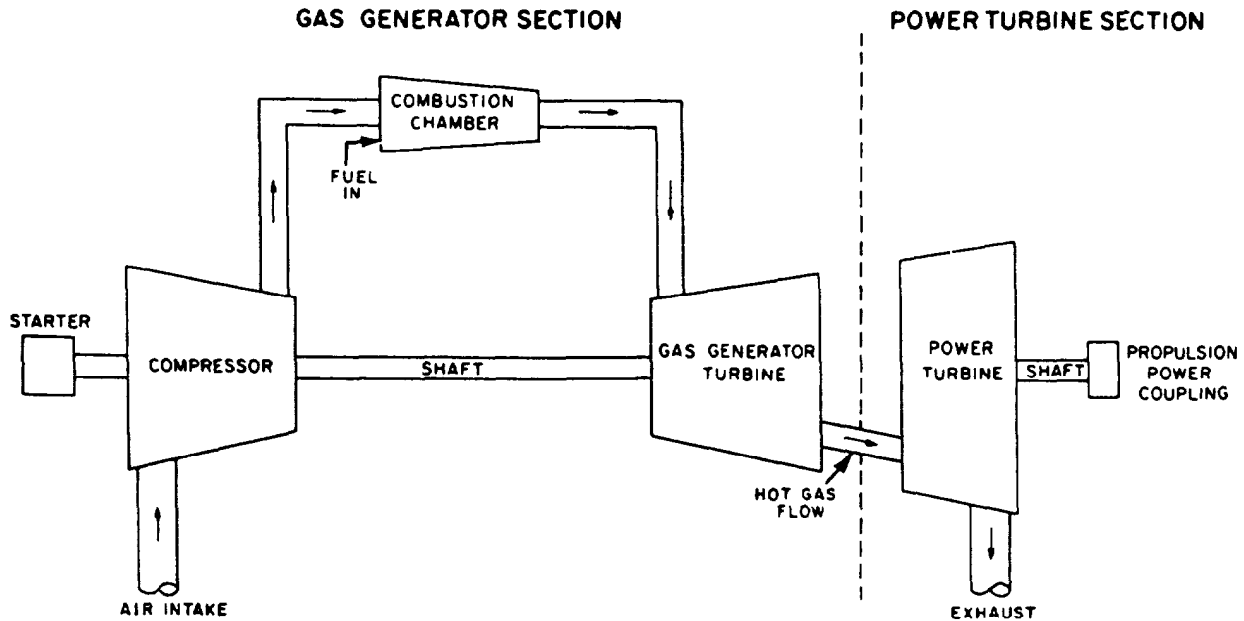 GAS GENERATOR SECTION
POWER TURBINE SECTION
COMBUSTION
CHAMBER
FUEL
IN
STARTER
COMPRESSOR
SHAFT
GAS GENERATOR
TURBINE
POWER
TURBINE
SHAFT
PROPULSION
POWER
COUPLING
HOT GAS
FLOW
AIR INTAKE
EXHAUST